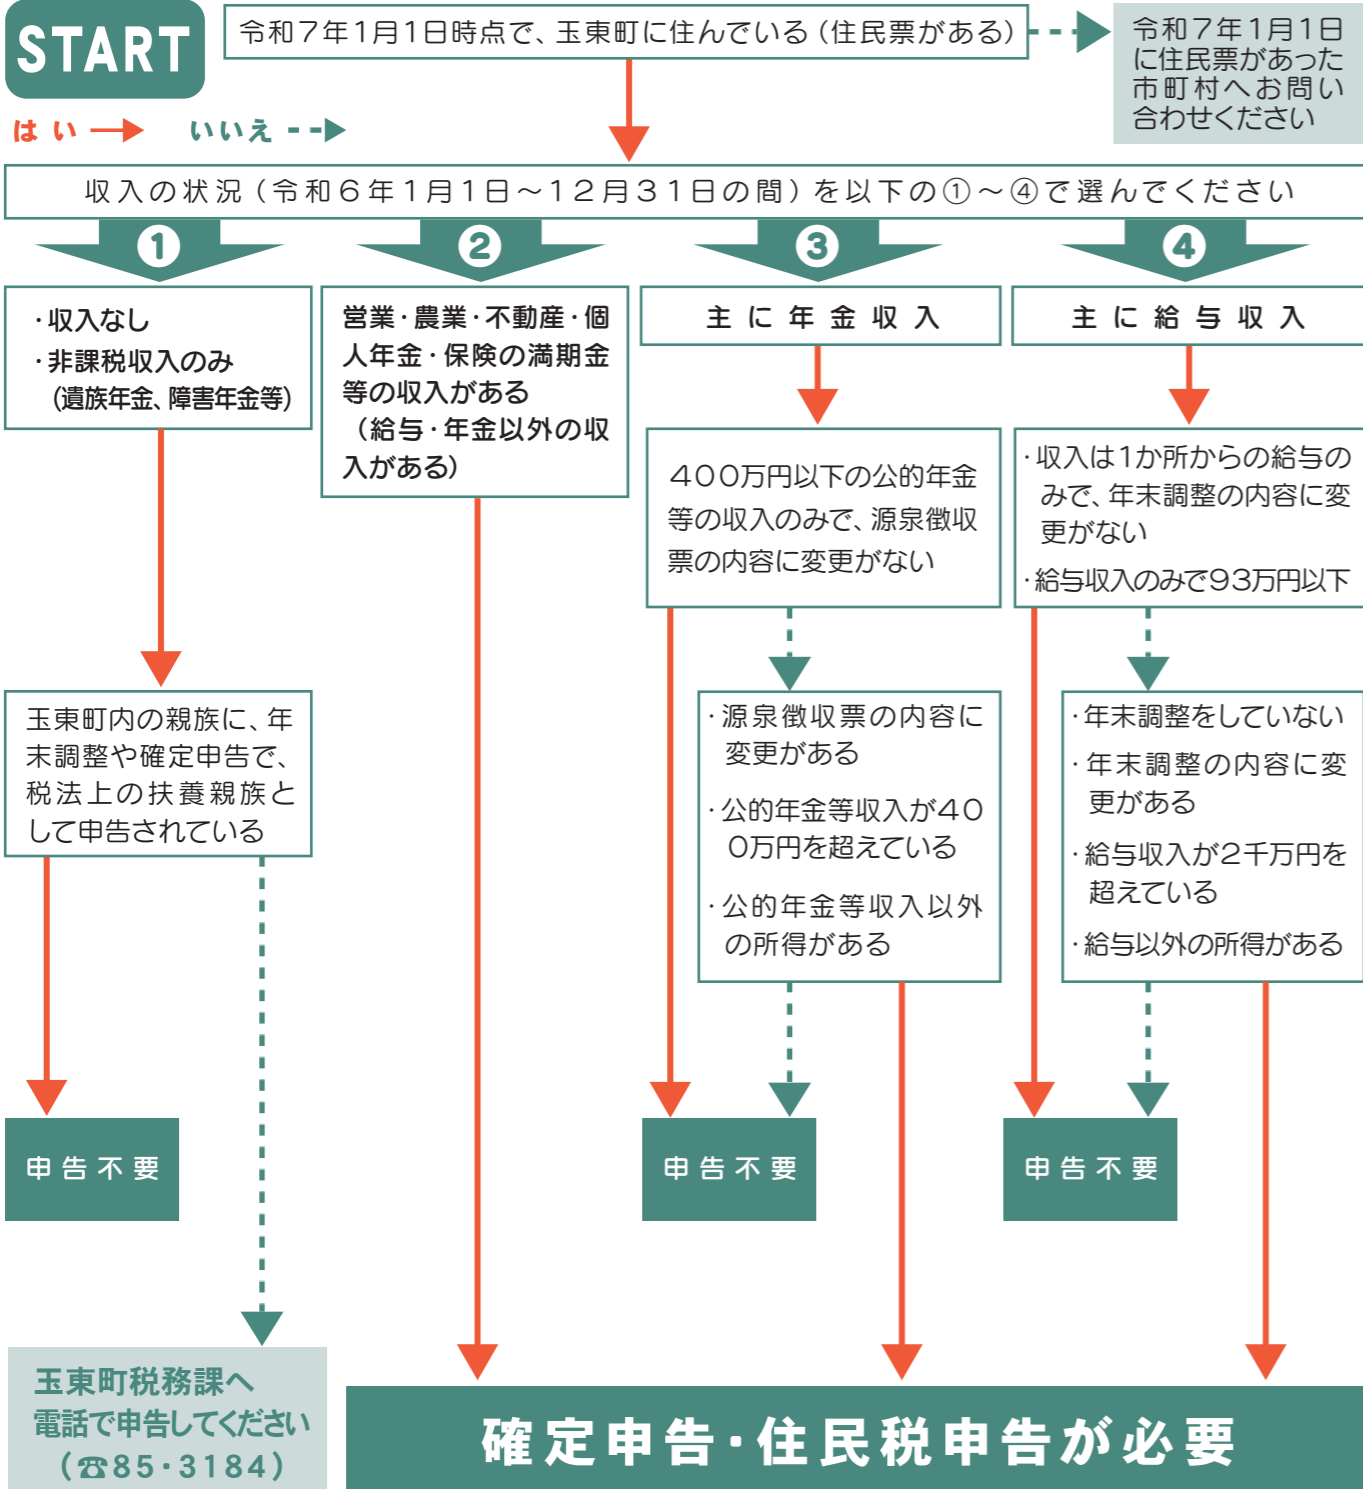 START
令和7年1月1日時点で、玉東町に住んでいる（住民票がある）
令和7年1月1日
に住民票があった
市町村へお問い
合わせください
はい
いいえ
収入の状況（令和６年１月１日～１２月３１日の間）を以下の①～④で選んでください
1
2
3
4
・収入なし
・非課税収入のみ
（遺族年金、障害年金等）
営業・農業・不動産・個
人年金・保険の満期金
等の収入がある
（給与・年金以外の収
入がある）
主に年金収入
主に給与収入
４００万円以下の公的年金
等の収入のみで、源泉徴収
票の内容に変更がない
・収入は1か所からの給与の
みで、年末調整の内容に変
更がない
・給与収入のみで93万円以下
玉東町内の親族に、年
末調整や確定申告で、
税法上の扶養親族と
して申告されている
・源泉徴収票の内容に
変更がある
・公的年金等収入が４０
０万円を超えている
・公的年金等収入以外
の所得がある
・年末調整をしていない
・年末調整の内容に変
更がある
・給与収入が2千万円を
超えている
・給与以外の所得がある
申告不要
申告不要
申告不要
玉東町税務課へ
電話で申告してください
（☎85・3184）
確定申告・住民税申告が必要